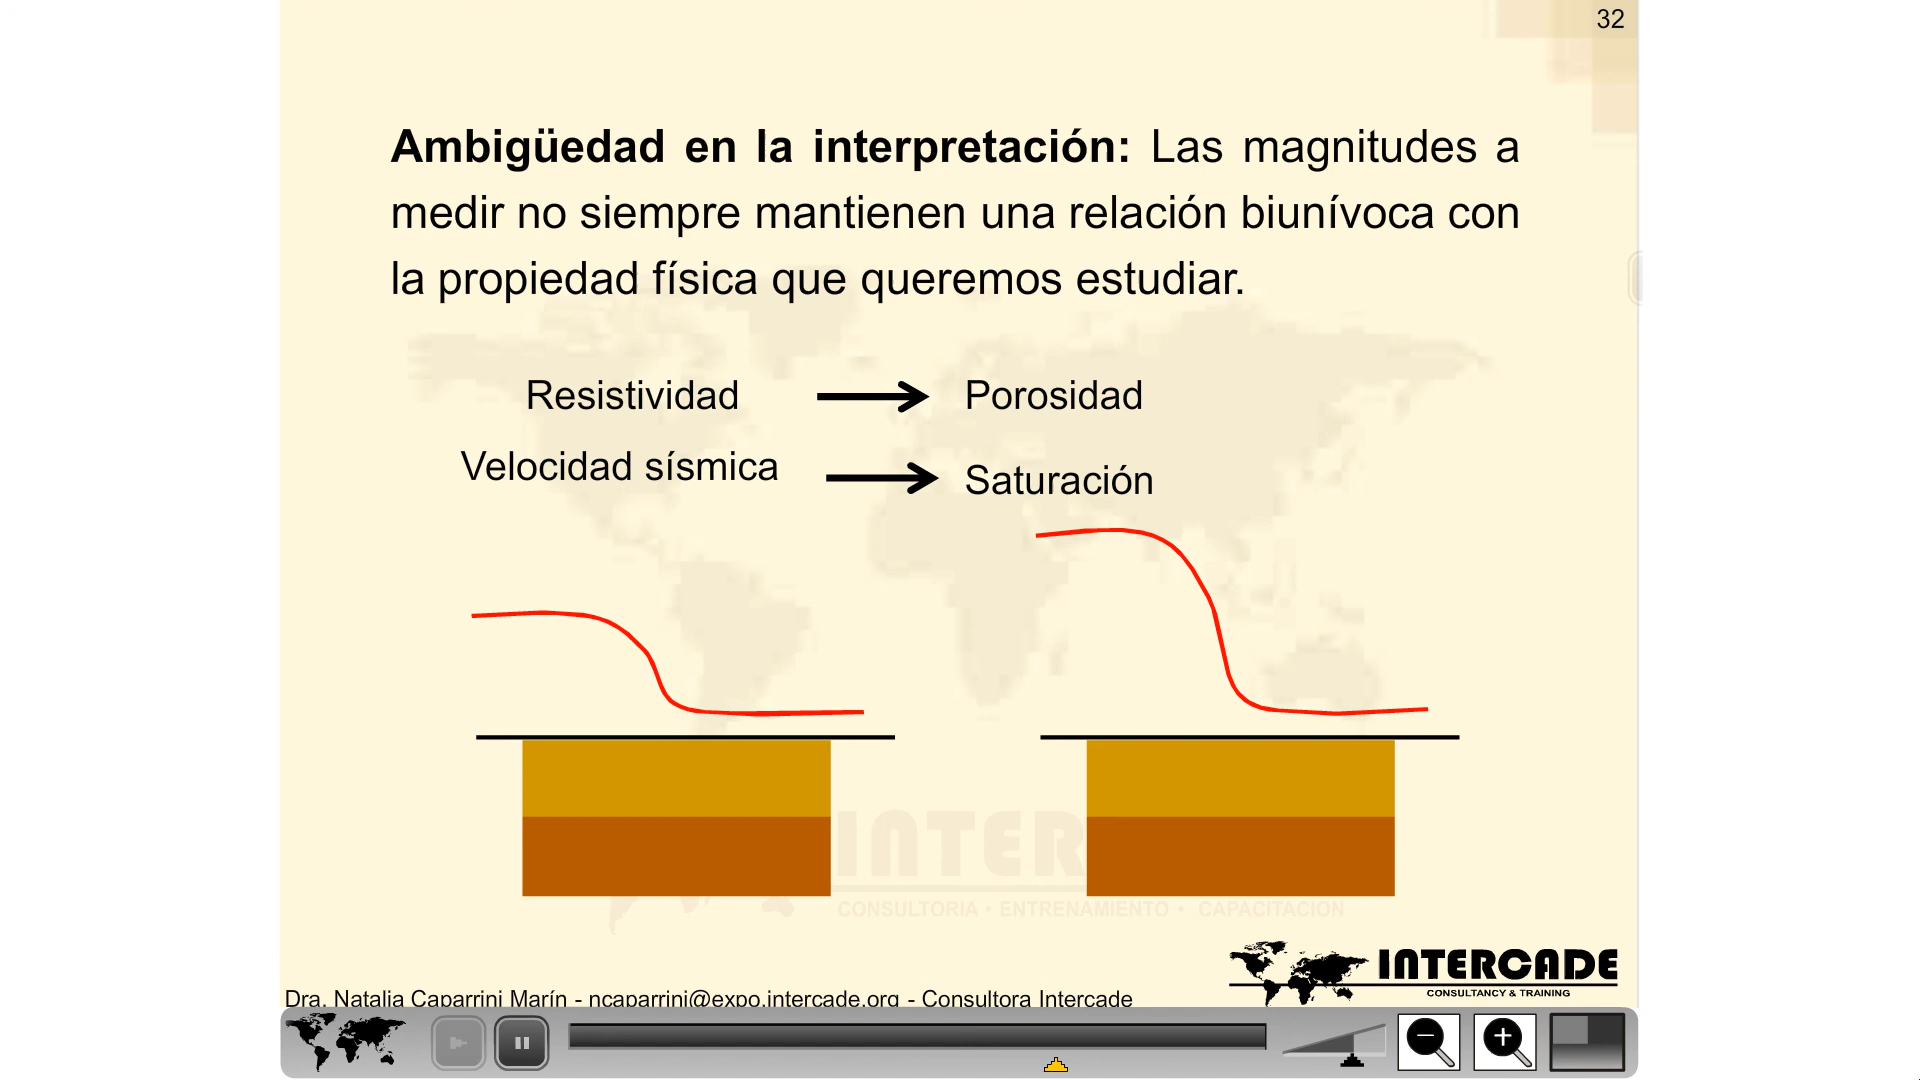 32
Ambigüedad en la interpretación: Las magnitudes a
medir no siempre mantienen una relación biunívoca con
la propiedad física que queremos estudiar.
Resistividad
Porosidad
Velocidad sísmica
Saturación
INTER
CONSULTORIA • ENTRENAMIENTO • CAPACITACION
INTERCADE
CONSULTANCY & TRAINING
Dra. Natalia Caparrini Marín - ncaparrini@expo.intercade.org - Consultora Intercade